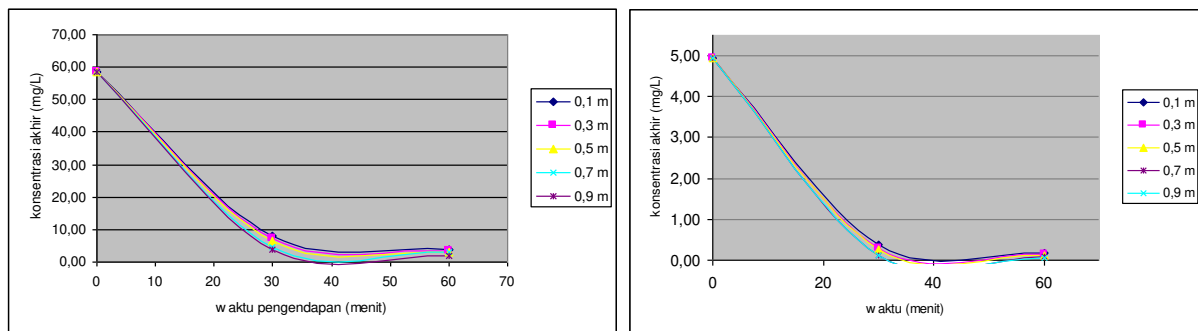 70,00
60,00
50,00
40,00
30,00
20,00
10,00
0,00
konsentrasi akhir (mg/L)
0 10 20 30 40 50 60 70
waktu pengendapan (menit)
0,1 m
0,3 m
0,5 m
0,7 m
0,9 m
5,00
4,00
3,00
2,00
1,00
0,00
konsentrasi akhir (mg/L)
0 20 40 60
waktu (menit)
0,1 m
0,3 m
0,5 m
0,7 m
0,9 m